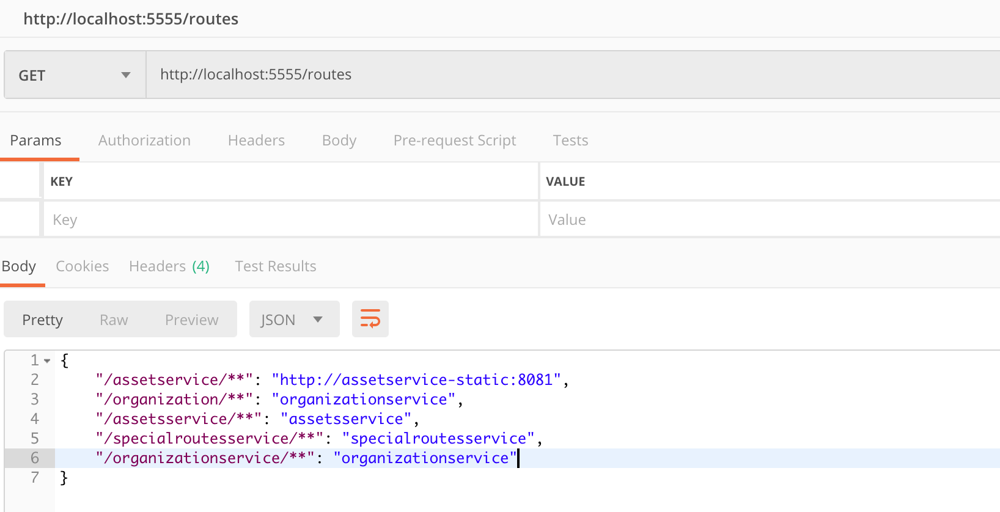 http://localhost:5555/routes
GET http://localhost:5555/routes
Params Authorization Headers Body Pre-request Script Tests
KEY VALUE
Key Value
Body Cookies Headers (4) Test Results
Pretty Raw Preview JSON
1 {
2 "/assetservice/**": "http://assetservice-static:8081",
3 "/organization/**": "organizationservice",
4 "/assetsservice/**": "assetsservice",
5 "/specialroutesservice/**": "specialroutesservice",
6 "/organizationservice/**": "organizationservice"
7 }